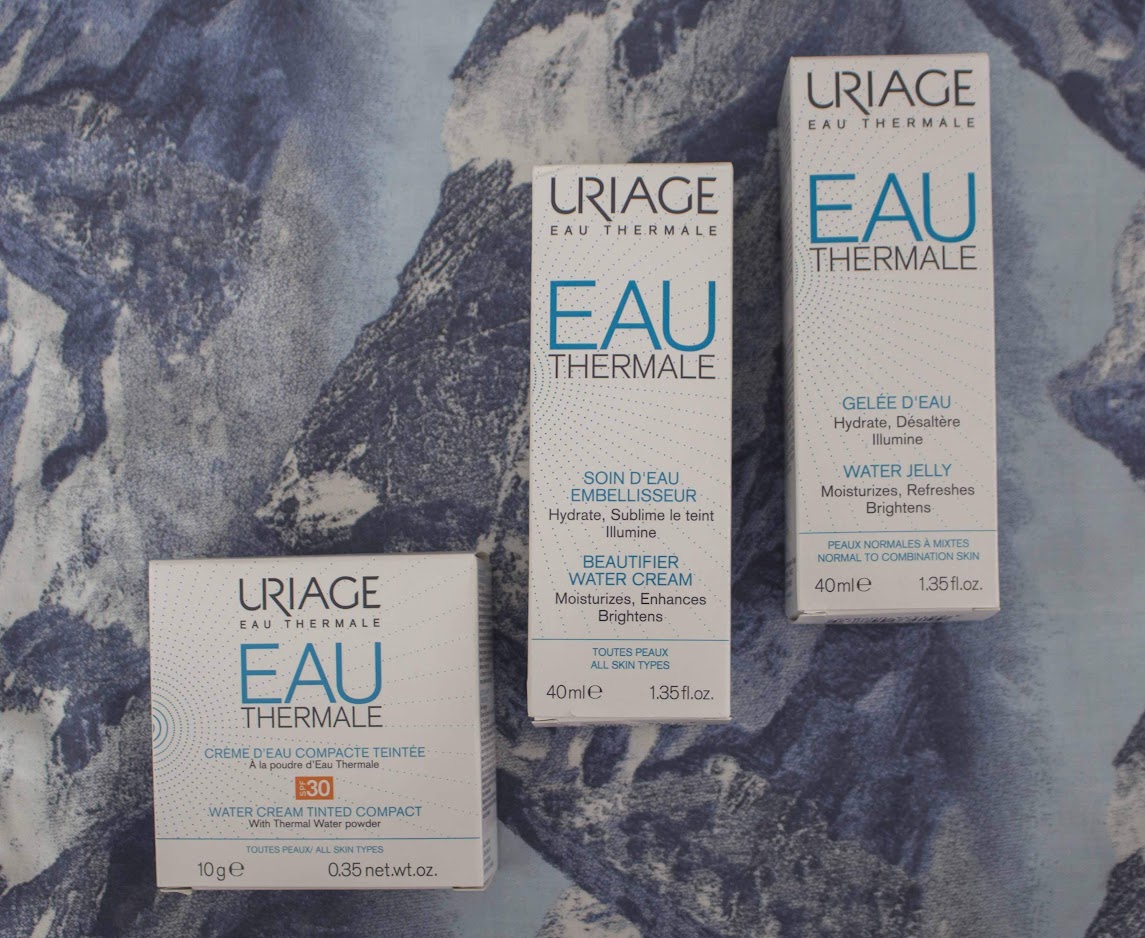 URIAGE
EAU THERMALE
EAU
THERMALE
CRÈME D'EAU COMPACTE TEINTÉE
À la poudre d'Eau Thermale
SPF 30
WATER CREAM TINTED COMPACT
With Thermal Water powder
TOUTES PEAUX/ ALL SKIN TYPES
10g℮ 0.35 net.wt.oz.
URIAGE
EAU THERMALE
EAU
THERMALE
SOIN D'EAU
EMBELLISSEUR
Hydrate, Sublime le teint
Illumine
BEAUTIFIER
WATER CREAM
Moisturizes, Enhances
Brightens
TOUTES PEAUX
ALL SKIN TYPES
40ml℮ 1.35fl.oz.
URIAGE
EAU THERMALE
EAU
THERMALE
GELÉE D'EAU
Hydrate, Désaltère
Illumine
WATER JELLY
Moisturizes, Refreshes
Brightens
PEAUX NORMALES À MIXTES
NORMAL TO COMBINATION SKIN
40ml℮ 1.35fl.oz.